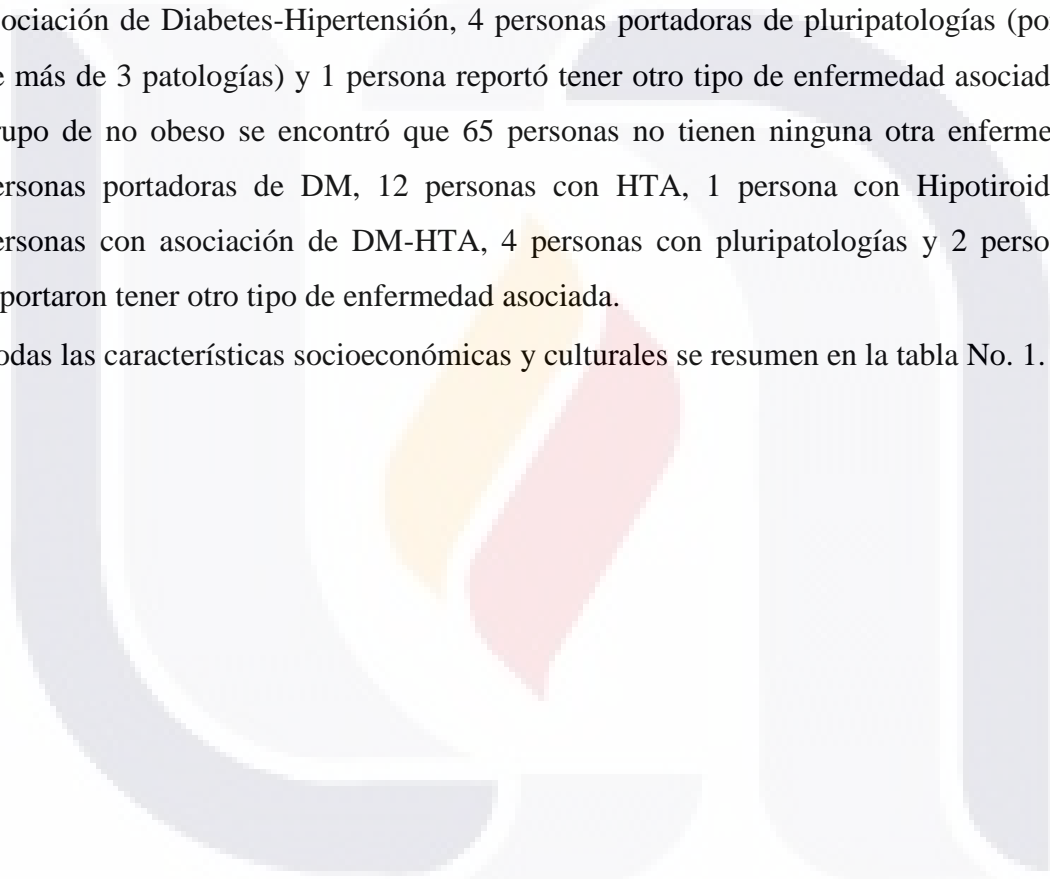 ociación de Diabetes-Hipertensión, 4 personas portadoras de pluripatologías (po
e más de 3 patologías) y 1 persona reportó tener otro tipo de enfermedad asociad
rupo de no obeso se encontró que 65 personas no tienen ninguna otra enferme
ersonas portadoras de DM, 12 personas con HTA, 1 persona con Hipotiroid
ersonas con asociación de DM-HTA, 4 personas con pluripatologías y 2 perso
portaron tener otro tipo de enfermedad asociada.
odas las características socioeconómicas y culturales se resumen en la tabla No. 1.